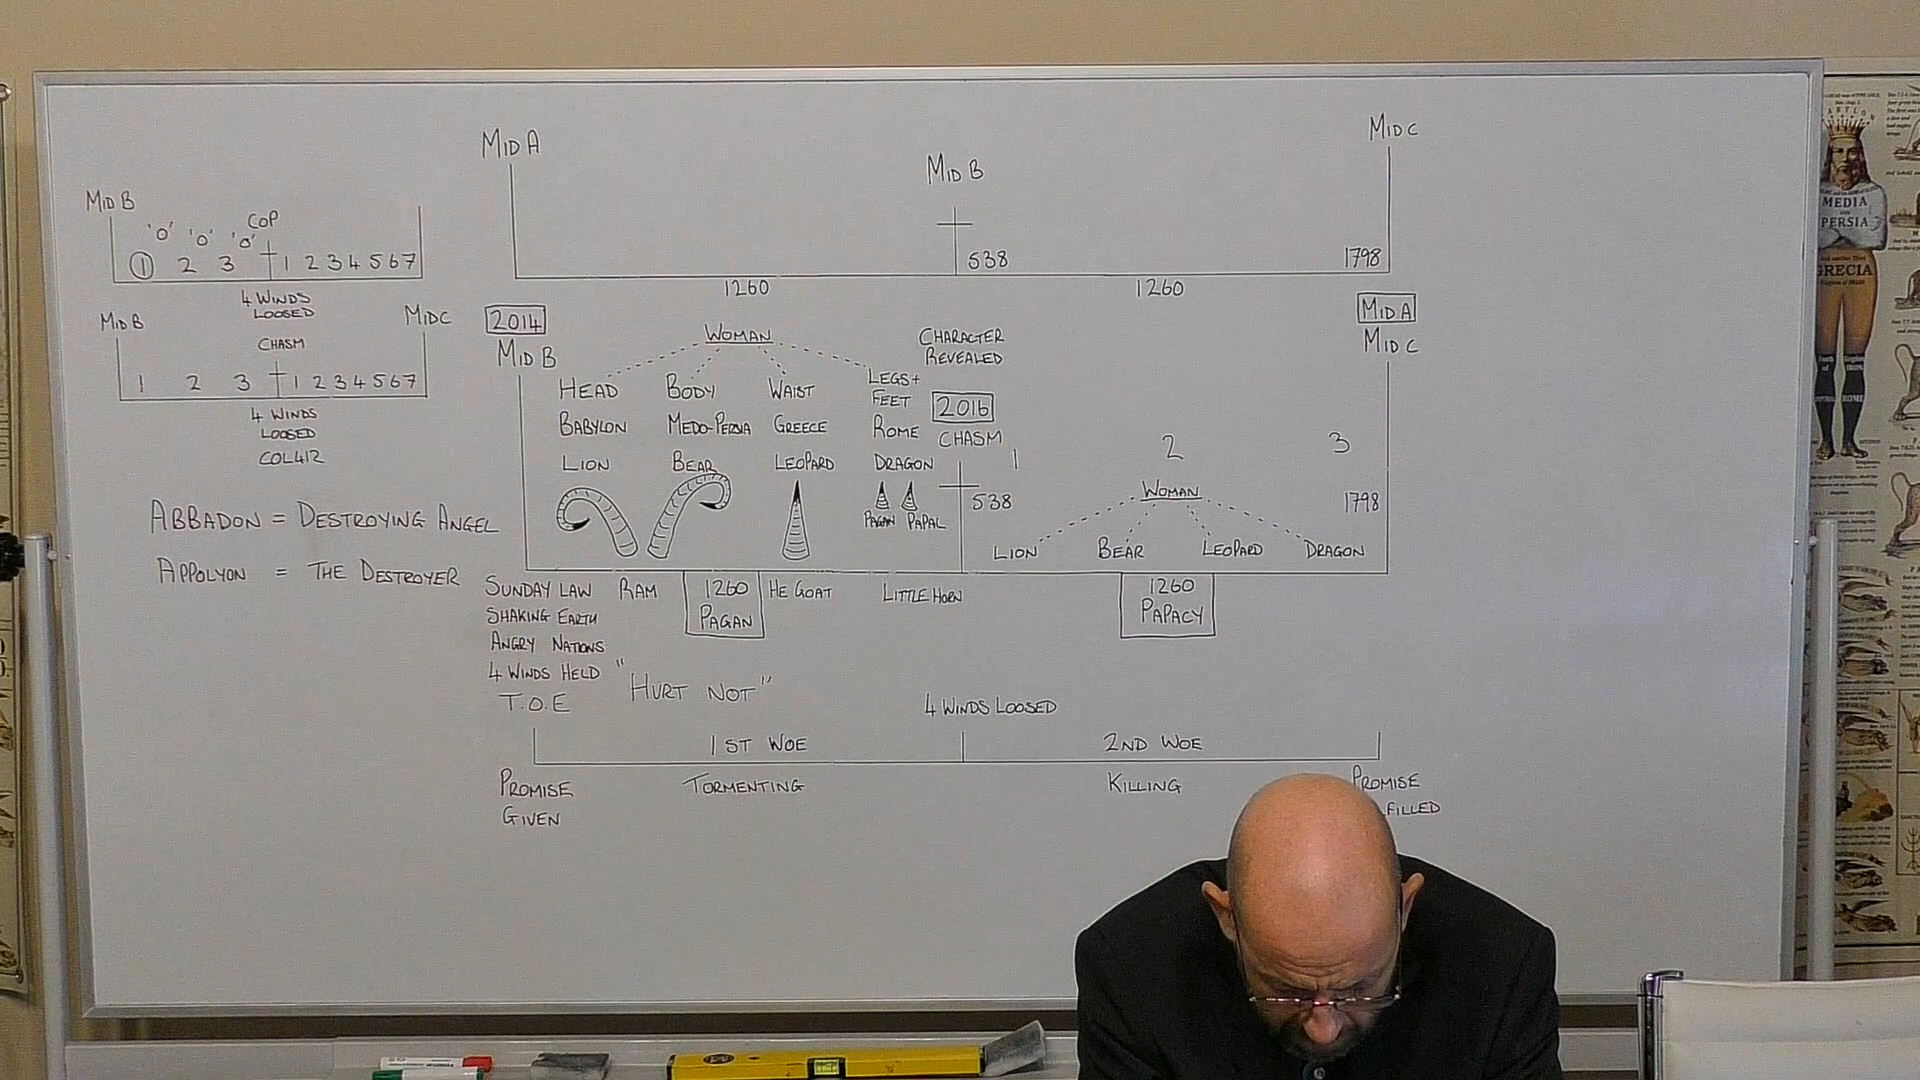 MID A
MID B
MID C
538
1798
1260
1260
MID B
'0' '0' '0' COP
1 2 3 1 2 3 4 5 6 7
4 WINDS
LOOSED
MID B
MID C
CHASM
1 2 3 1 2 3 4 5 6 7
4 WINDS
LOOSED
COL412
ABBADON = DESTROYING ANGEL
APPOLYON = THE DESTROYER
2014
MID B
WOMAN
CHARACTER
REVEALED
MID A
MID C
HEAD BODY WAIST LEGS+
FEET
BABYLON MEDO-PERSIA GREECE ROME
LION BEAR LEOPARD DRAGON
PAGAN PAPAL
2016
CHASM
1 2 3
538
1798
WOMAN
LION BEAR LEOPARD DRAGON
SUNDAY LAW RAM
1260
PAGAN
HE GOAT LITTLE HORN
1260
PAPACY
SHAKING EARTH
ANGRY NATIONS
4 WINDS HELD
T.O.E
"HURT NOT"
4 WINDS LOOSED
1ST WOE 2ND WOE
PROMISE
GIVEN
TORMENTING
KILLING
PROMISE
FILLED
MEDIA
PERSIA
GRECIA